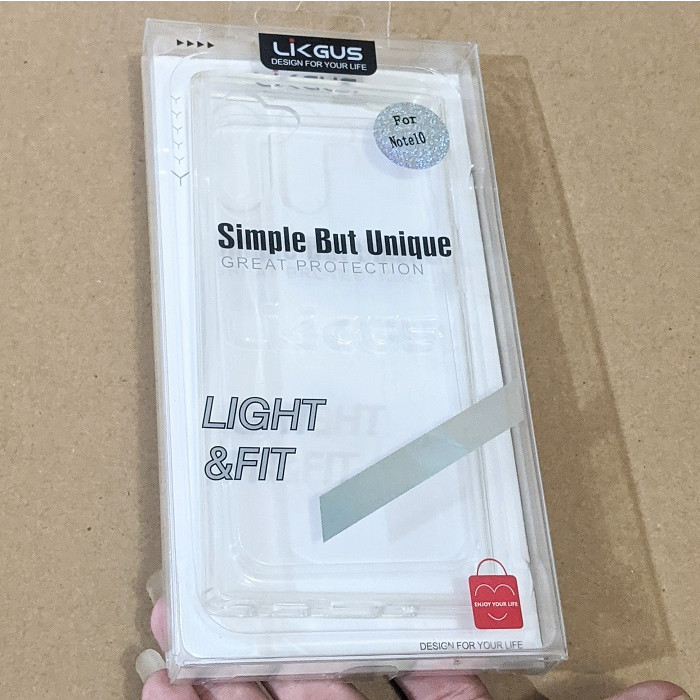 LIKGUS
DESIGN FOR YOUR LIFE
For
Note10
Simple But Unique
GREAT PROTECTION
LIKGUS
LIGHT
&FIT
ENJOY YOUR LIFE
DESIGN FOR YOUR LIFE